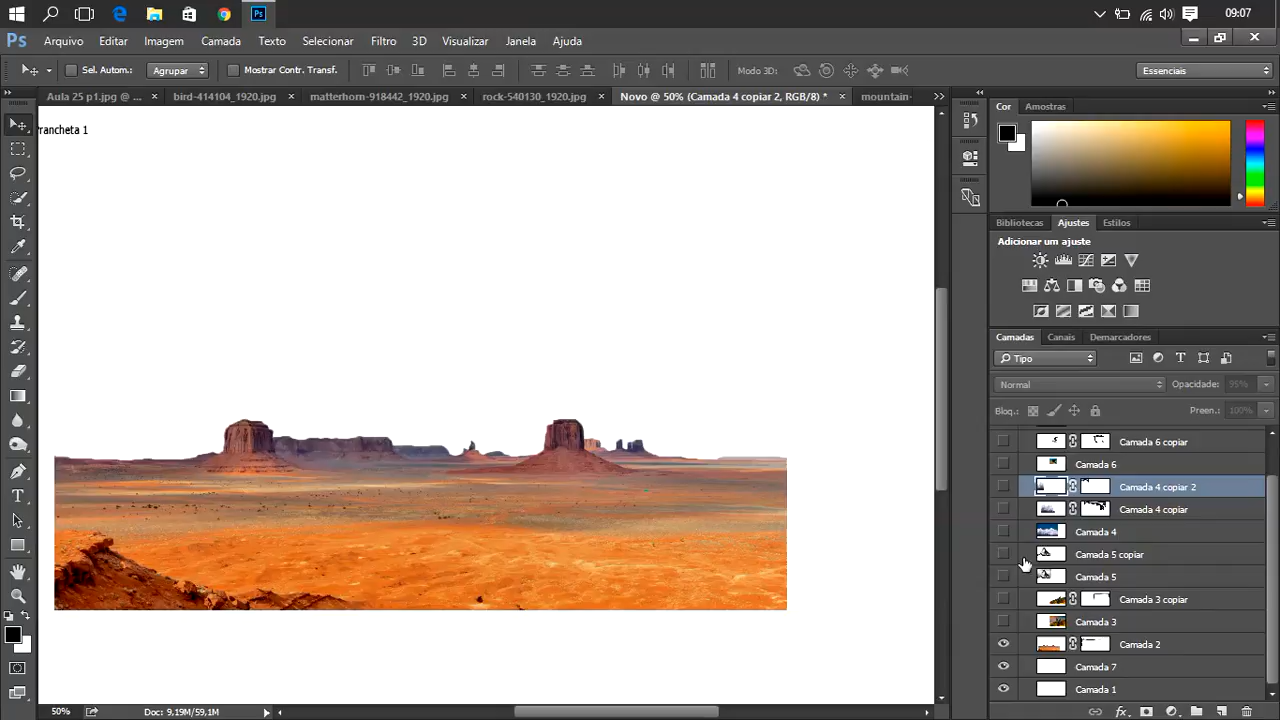 09:07
Ps Arquivo Editar Imagem Camada Texto Selecionar Filtro 3D Visualizar Janela Ajuda
Sel. Autom.: Agrupar Mostrar Contr. Transf. Modo 3D: Essenciais
Aula 25 p1.jpg @ ... × bird-414104_1920.jpg × matterhorn-918442_1920.jpg × rock-540130_1920.jpg × Novo @ 50% (Camada 4 copiar 2, RGB/8) * × mountain-
rancheta 1
Cor Amostras
Bibliotecas Ajustes Estilos
Adicionar um ajuste
Camadas Canais Demarcadores
Tipo
Normal Opacidade: 95%
Bloq.: Preen.: 100%
Camada 6 copiar
Camada 6
Camada 4 copiar 2
Camada 4 copiar
Camada 4
Camada 5 copiar
Camada 5
Camada 3 copiar
Camada 3
Camada 2
Camada 7
Camada 1
50% Doc: 9,19M/59,1M
fx